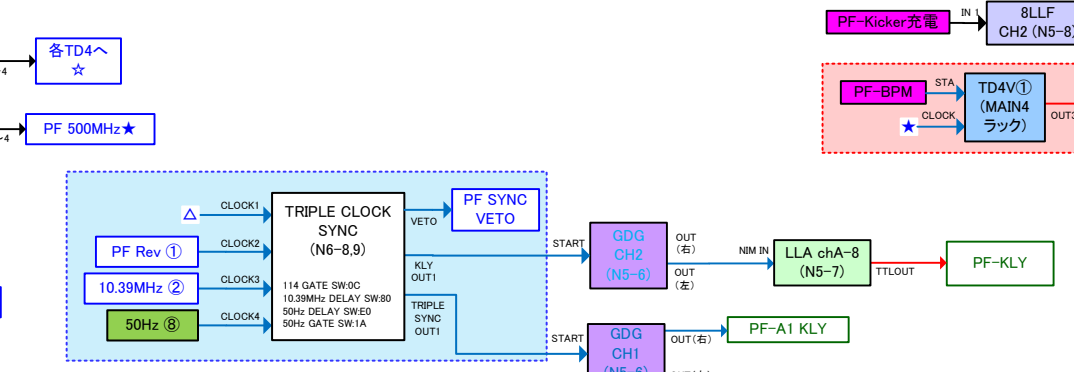 PF-Kicker充電
IN 1
8LLF
CH2 (N5-8)
各TD4へ
☆
PF 500MHz★
PF-BPM
STA
TD4V①
(MAIN4
ラック)
★
CLOCK
OUT3
△
CLOCK1
PF Rev ①
CLOCK2
10.39MHz ②
CLOCK3
50Hz ⑧
CLOCK4
TRIPLE CLOCK
SYNC
(N6-8,9)
114 GATE SW:0C
10.39MHz DELAY SW:80
50Hz DELAY SW:E0
50Hz GATE SW:1A
VETO
PF SYNC
VETO
KLY
OUT1
TRIPLE
SYNC
OUT1
START
GDG
CH2
(N5-6)
OUT
(右)
OUT
(左)
NIM IN
LLA chA-8
(N5-7)
TTLOUT
PF-KLY
START
GDG
CH1
(N5-6)
OUT(右)
PF-A1 KLY